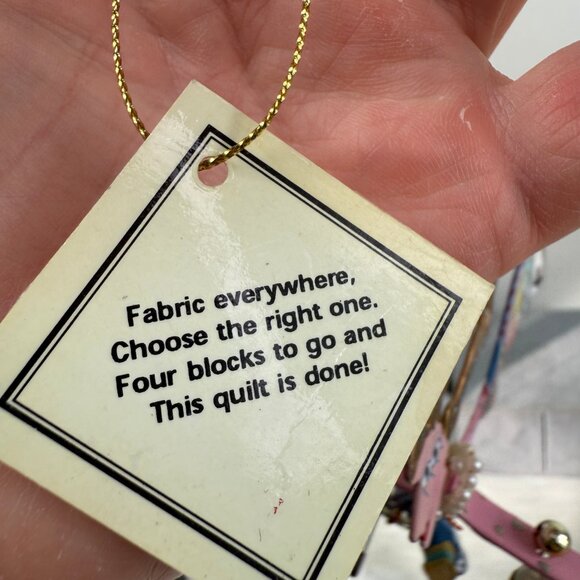 Fabric everywhere,
Choose the right one.
Four blocks to go and
This quilt is done!